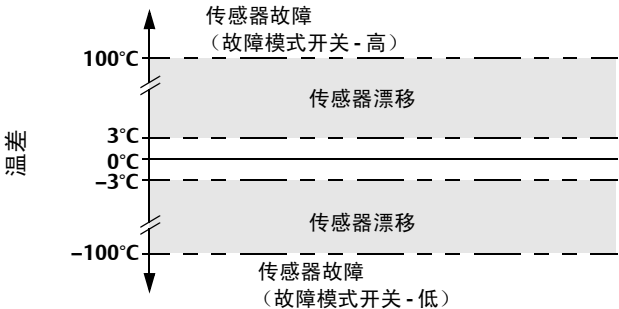 传感器故障
（故障模式开关 - 高）
100°C
传感器漂移
3°C
0°C
–3°C
温差
传感器漂移
–100°C
传感器故障
（故障模式开关 - 低）